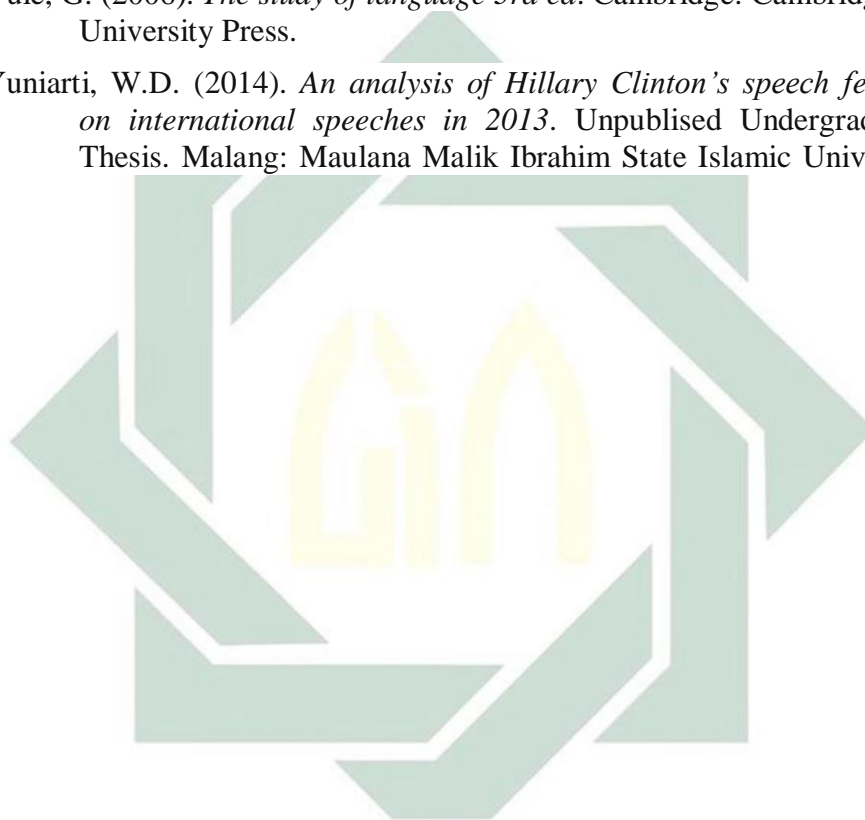 ule, G. (2006). The study of language 3rd ed. Cambridge: Cambridg
University Press.
Yuniarti, W.D. (2014). An analysis of Hillary Clinton’s speech fe
on international speeches in 2013. Unpublised Undergrad
Thesis. Malang: Maulana Malik Ibrahim State Islamic Univ